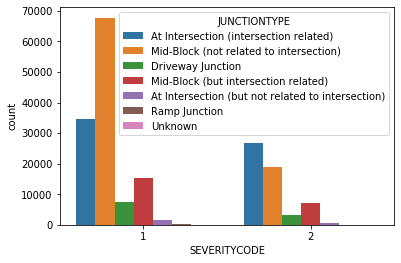 70000
60000
50000
40000
30000
20000
10000
0
count
JUNCTIONTYPE
At Intersection (intersection related)
Mid-Block (not related to intersection)
Driveway Junction
Mid-Block (but intersection related)
At Intersection (but not related to intersection)
Ramp Junction
Unknown
1 2
SEVERITYCODE